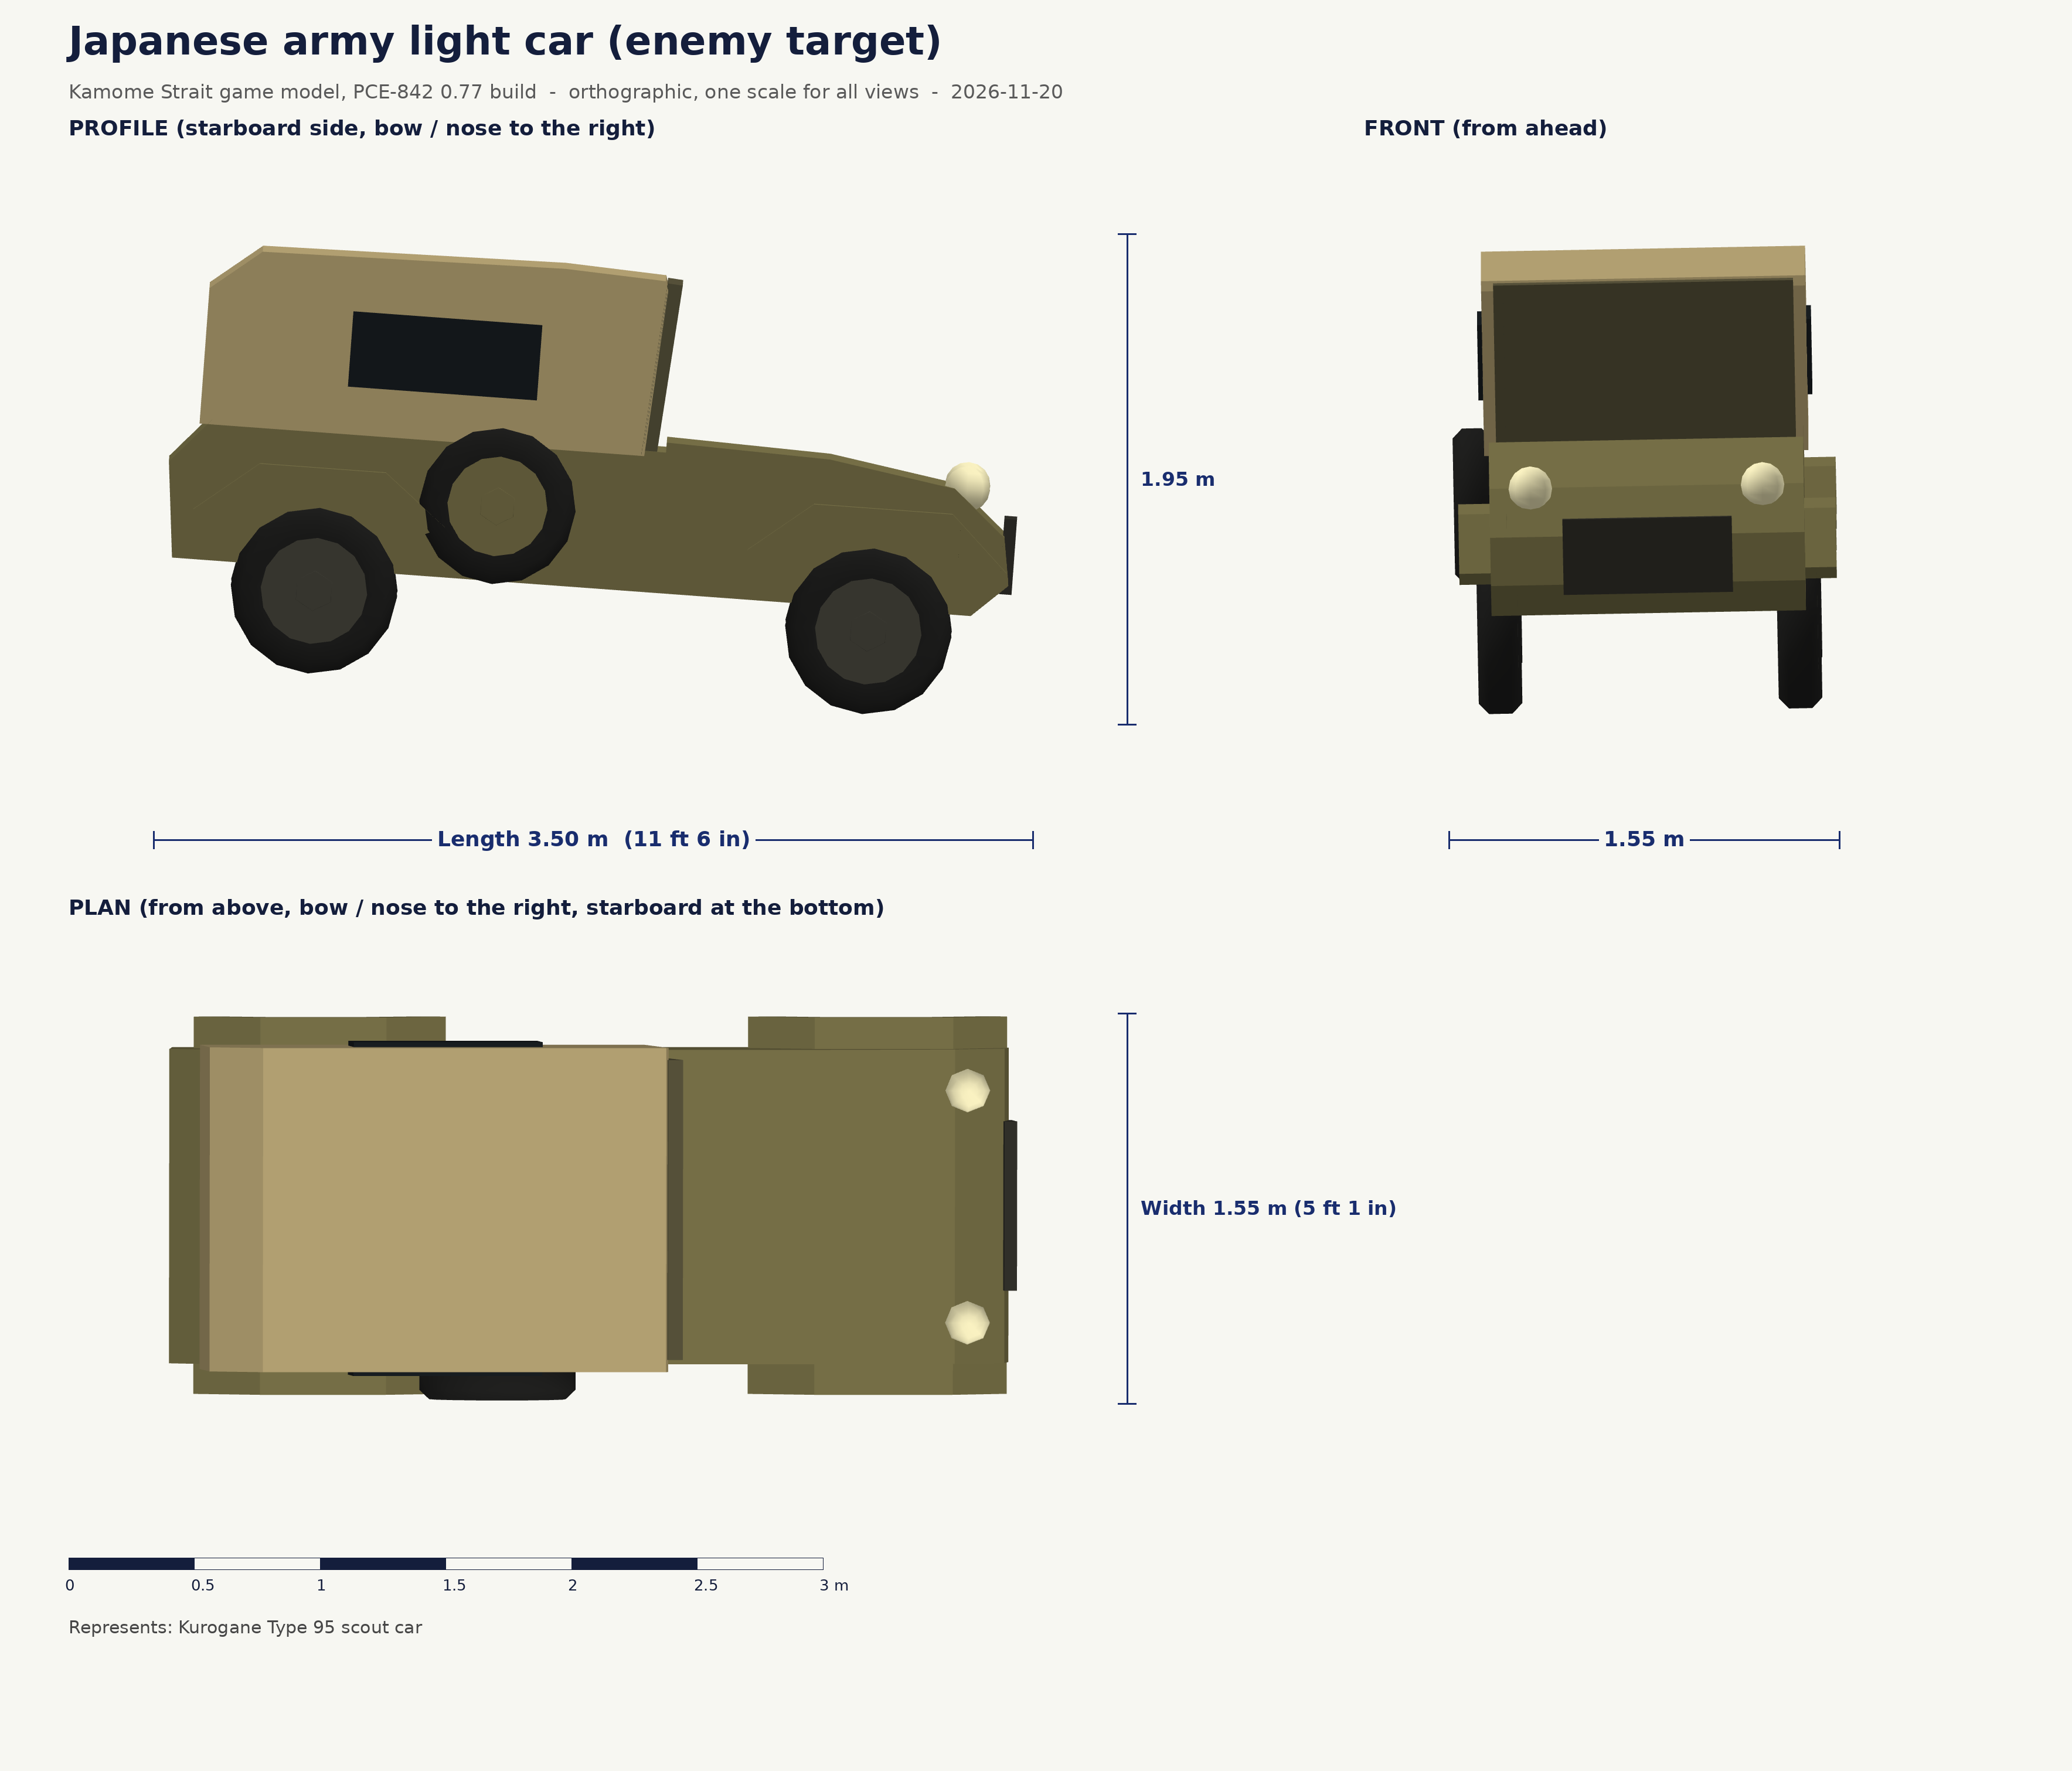 Japanese army light car (enemy target)
Kamome Strait game model, PCE-842 0.77 build  -  orthographic, one scale for all views  -  2026-11-20
PROFILE (starboard side, bow / nose to the right)
FRONT (from ahead)
1.95 m
Length 3.50 m  (11 ft 6 in)
1.55 m
PLAN (from above, bow / nose to the right, starboard at the bottom)
Width 1.55 m (5 ft 1 in)
0 0.5 1 1.5 2 2.5 3 m
Represents: Kurogane Type 95 scout car